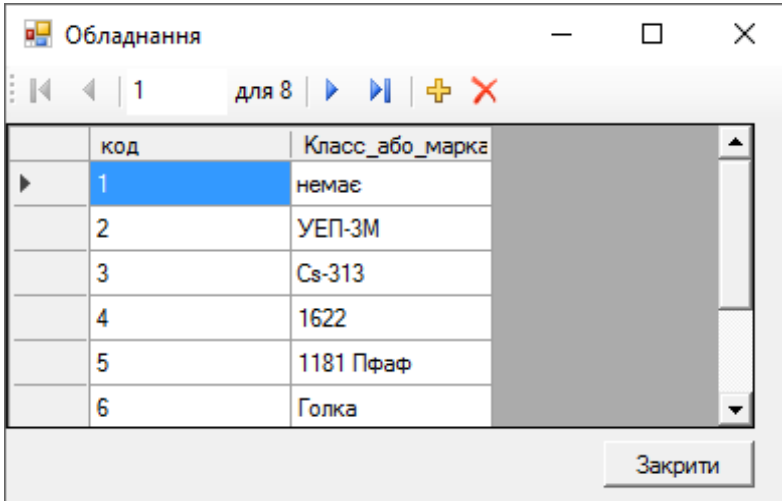 Обладнання
1 для 8
код Класс_або_марка
1 немає
2 УЕП-3М
3 Cs-313
4 1622
5 1181 Пфаф
6 Голка
Закрити